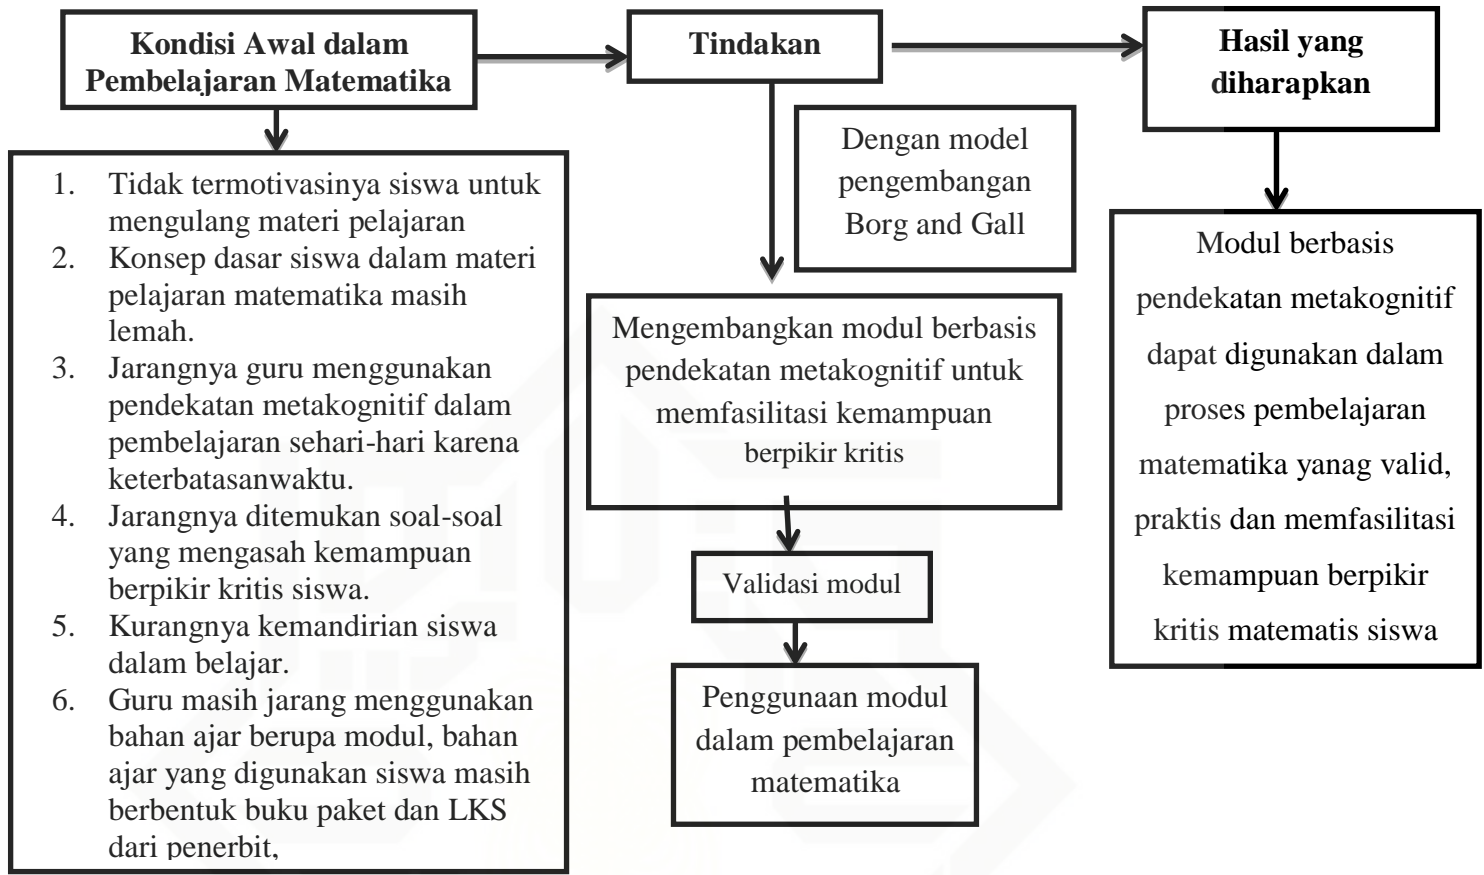 Kondisi Awal dalam
Pembelajaran Matematika
1. Tidak termotivasinya siswa untuk
mengulang materi pelajaran
2. Konsep dasar siswa dalam materi
pelajaran matematika masih
lemah.
3. Jarangnya guru menggunakan
pendekatan metakognitif dalam
pembelajaran sehari-hari karena
keterbatasanwaktu.
4. Jarangnya ditemukan soal-soal
yang mengasah kemampuan
berpikir kritis siswa.
5. Kurangnya kemandirian siswa
dalam belajar.
6. Guru masih jarang menggunakan
bahan ajar berupa modul, bahan
ajar yang digunakan siswa masih
berbentuk buku paket dan LKS
dari penerbit,
Tindakan
Dengan model
pengembangan
Borg and Gall
Mengembangkan modul berbasis
pendekatan metakognitif untuk
memfasilitasi kemampuan
berpikir kritis
Validasi modul
Penggunaan modul
dalam pembelajaran
matematika
Hasil yang
diharapkan
Modul berbasis
pendekatan metakognitif
dapat digunakan dalam
proses pembelajaran
matematika yanag valid,
praktis dan memfasilitasi
kemampuan berpikir
kritis matematis siswa